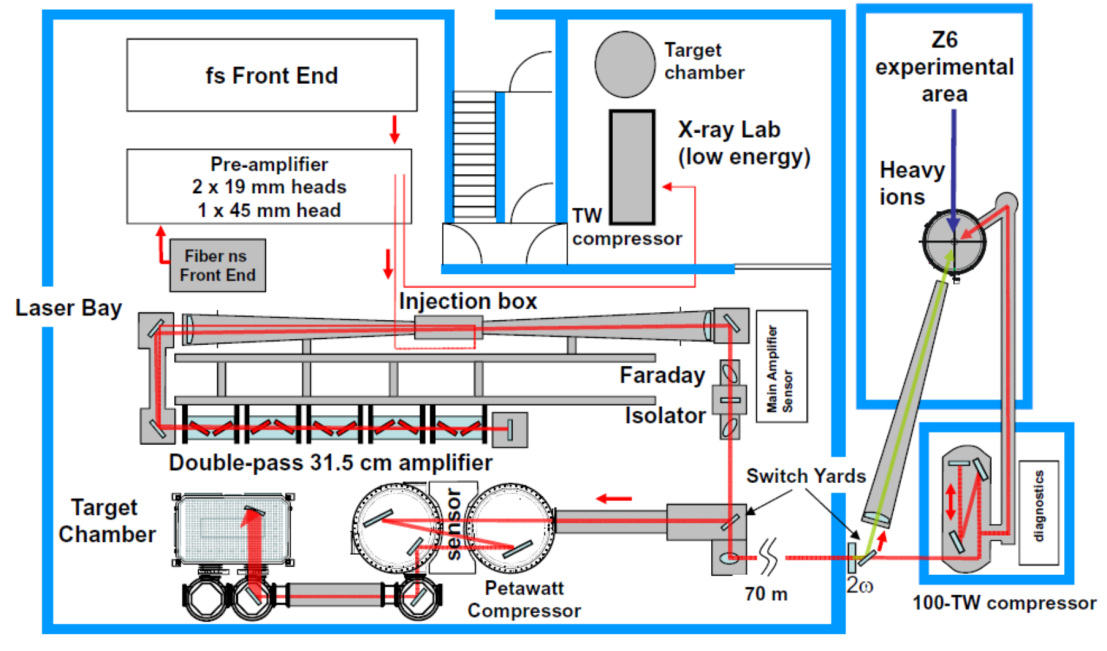 fs Front End
Pre-amplifier
2 x 19 mm heads
1 x 45 mm head
Fiber ns
Front End
Target
chamber
X-ray Lab
(low energy)
TW
compressor
Z6
experimental
area
Heavy
ions
Laser Bay
Injection box
Faraday
Isolator
Main Amplifier
Sensor
Double-pass 31.5 cm amplifier
Target
Chamber
sensor
Petawatt
Compressor
Switch Yards
70 m
2ω
diagnostics
100-TW compressor